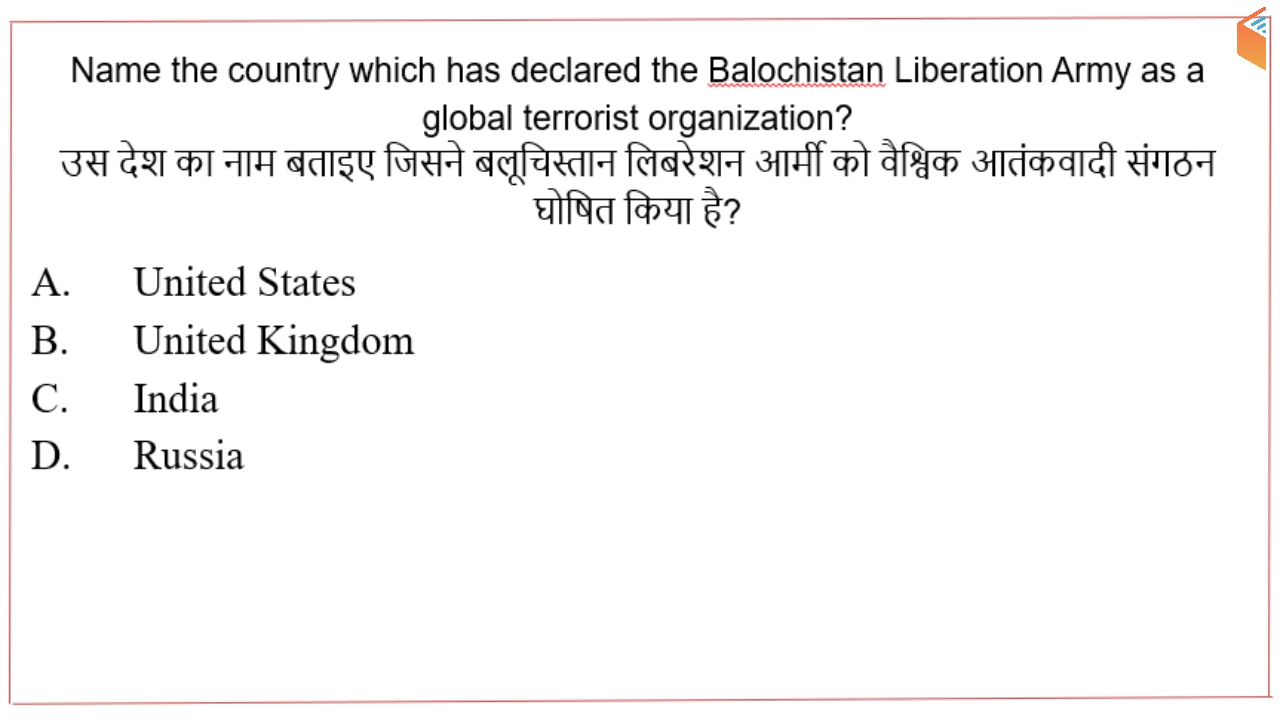 Name the country which has declared the Balochistan Liberation Army as a
global terrorist organization?
उस देश का नाम बताइए जिसने बलूचिस्तान लिबरेशन आर्मी को वैश्विक आतंकवादी संगठन
घोषित किया है?
A. United States
B. United Kingdom
C. India
D. Russia